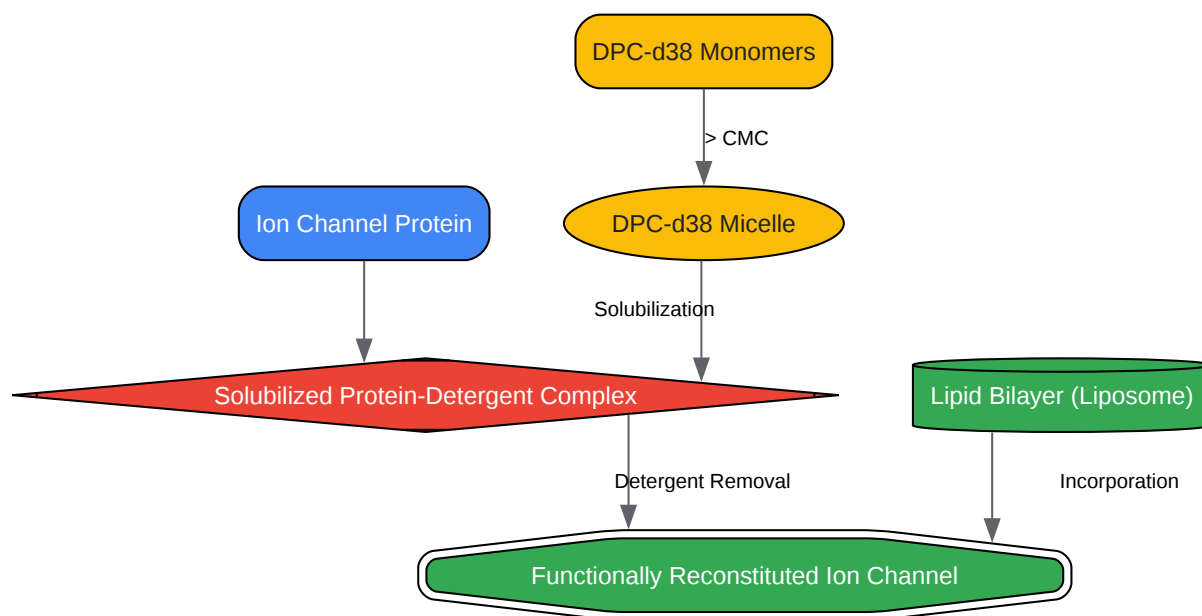 DPC-d38 Monomers
> CMC
Ion Channel Protein
DPC-d38 Micelle
Solubilization
Solubilized Protein-Detergent Complex
Lipid Bilayer (Liposome)
Detergent Removal
Incorporation
Functionally Reconstituted Ion Channel